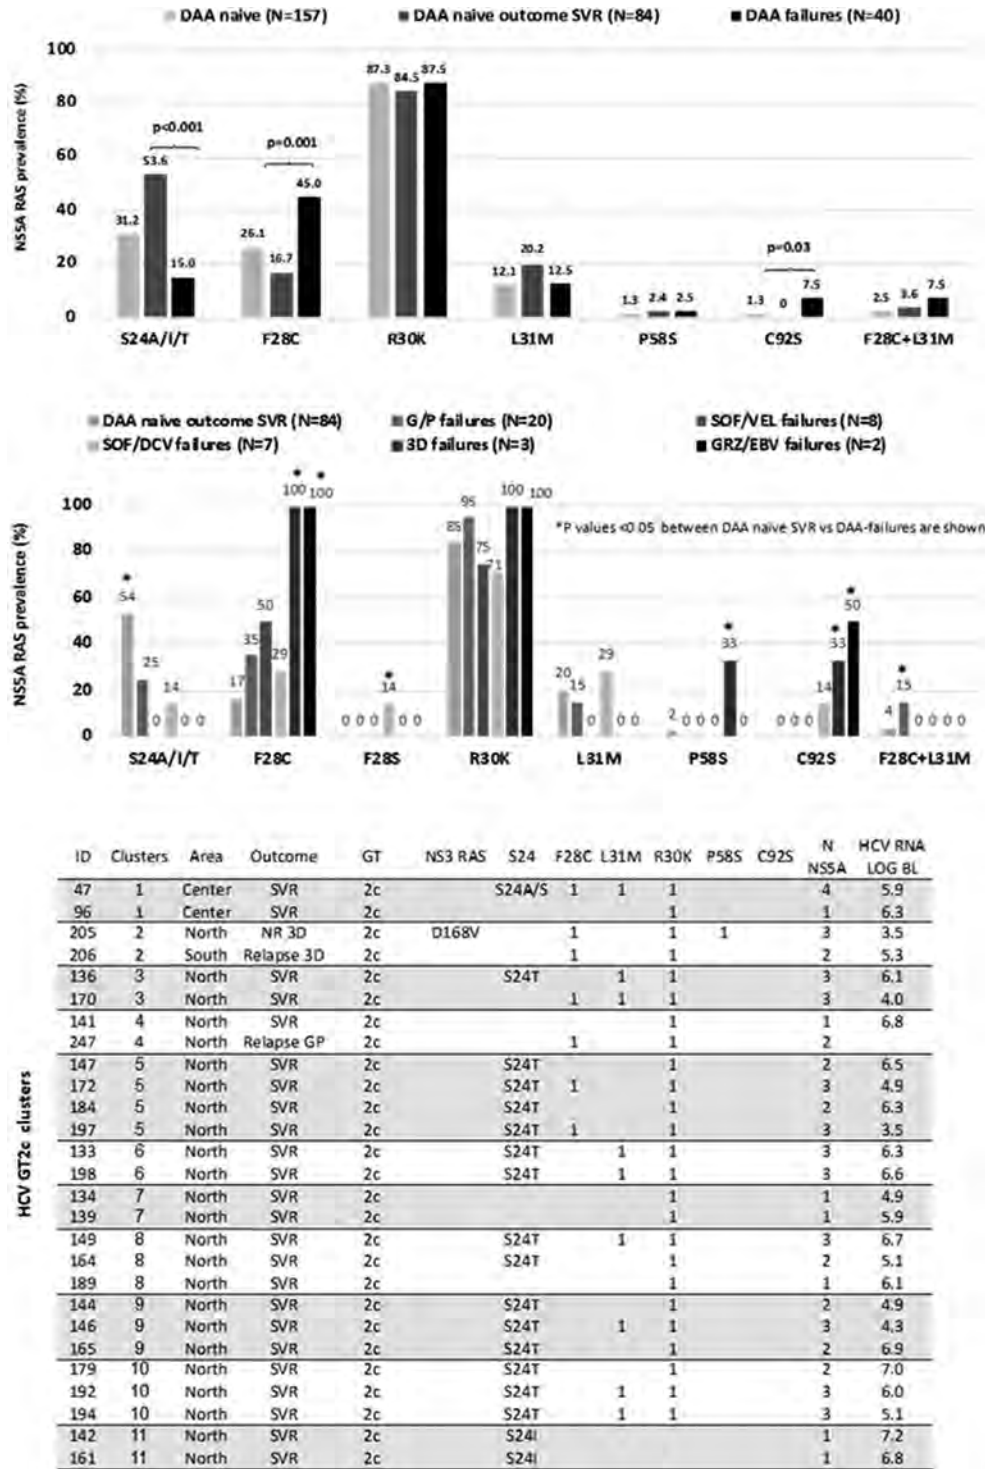 DAA naive (N=157) DAA naive outcome SVR (N=84) DAA failures (N=40)
NS5A RAS prevalence (%)
100
80
60
40
20
0
p<0.001
p=0.001
p=0.03
31.2 53.6 15.0
26.1 16.7 45.0
87.3 84.5 87.5
12.1 20.2 12.5
1.3 2.4 2.5
1.3 0 7.5
2.5 3.6 7.5
S24A/I/T F28C R30K L31M P58S C92S F28C+L31M
DAA naive outcome SVR (N=84) G/P failures (N=20) SOF/VEL failures (N=8)
SOF/DCV failures (N=7) 3D failures (N=3) GRZ/EBV failures (N=2)
NS5A RAS prevalence (%)
100
80
60
40
20
0
*P values <0.05 between DAA naive SVR vs DAA-failures are shown
* 54 25 0 14 0 0
17 35 50 29 * 100 * 100
0 0 0 * 14 0 0
85 95 75 71 100 100
20 15 0 29 0 0
2 0 0 0 * 33 0
0 0 0 14 * 33 * 50
4 * 15 0 0 0 0
S24A/I/T F28C F28S R30K L31M P58S C92S F28C+L31M
HCV GT2c clusters
ID Clusters Area Outcome GT NS3 RAS S24 F28C L31M R30K P58S C92S N NS5A HCV RNA LOG BL
47 1 Center SVR 2c S24A/S 1 1 1 4 5.9
96 1 Center SVR 2c 1 1 6.3
205 2 North NR 3D 2c D168V 1 1 1 3 3.5
206 2 South Relapse 3D 2c 1 1 2 5.3
136 3 North SVR 2c S24T 1 1 3 6.1
170 3 North SVR 2c 1 1 1 3 4.0
141 4 North SVR 2c 1 1 6.8
247 4 North Relapse GP 2c 1 1 2
147 5 North SVR 2c S24T 1 2 6.5
172 5 North SVR 2c S24T 1 1 3 4.9
184 5 North SVR 2c S24T 1 2 6.3
197 5 North SVR 2c S24T 1 1 3 3.5
133 6 North SVR 2c S24T 1 1 3 6.3
198 6 North SVR 2c S24T 1 1 3 6.6
134 7 North SVR 2c 1 1 4.9
139 7 North SVR 2c 1 1 5.9
149 8 North SVR 2c S24T 1 1 3 6.7
164 8 North SVR 2c S24T 1 2 5.1
189 8 North SVR 2c 1 1 6.1
144 9 North SVR 2c S24T 1 2 4.9
146 9 North SVR 2c S24T 1 1 3 4.3
165 9 North SVR 2c S24T 1 2 6.9
179 10 North SVR 2c S24T 1 2 7.0
192 10 North SVR 2c S24T 1 1 3 6.0
194 10 North SVR 2c S24T 1 1 3 5.1
142 11 North SVR 2c S24I 1 7.2
161 11 North SVR 2c S24I 1 6.8